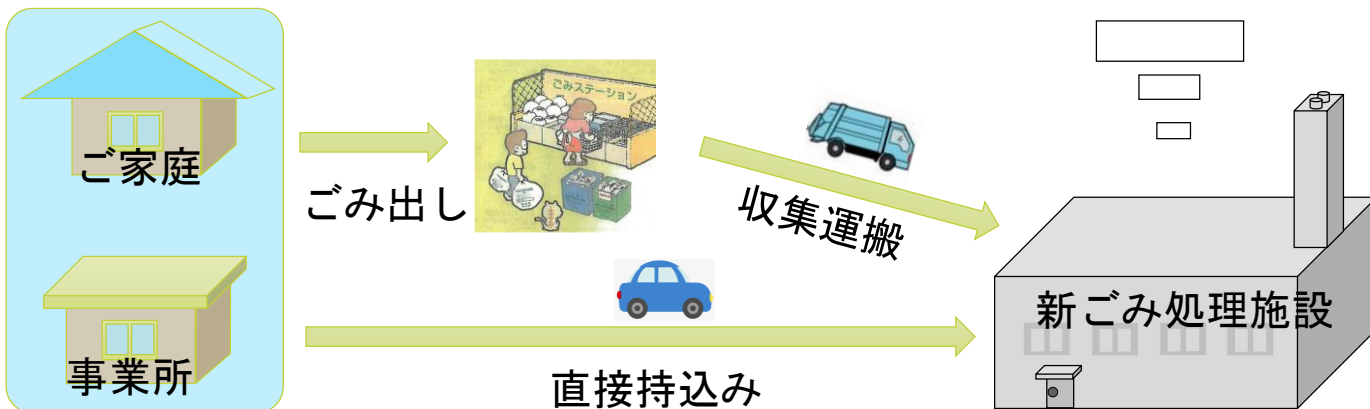 ご家庭
ごみ出し
ごみステーション
収集運搬
事業所
直接持込み
新ごみ処理施設